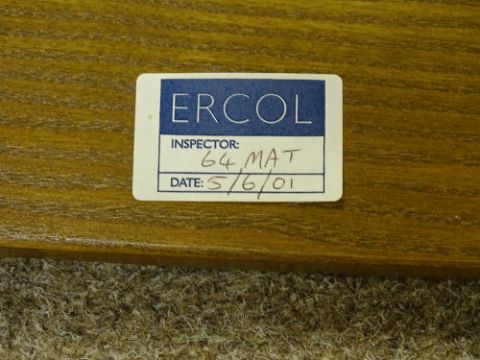 ERCOL
INSPECTOR:
64 MAT
DATE: 5/6/01